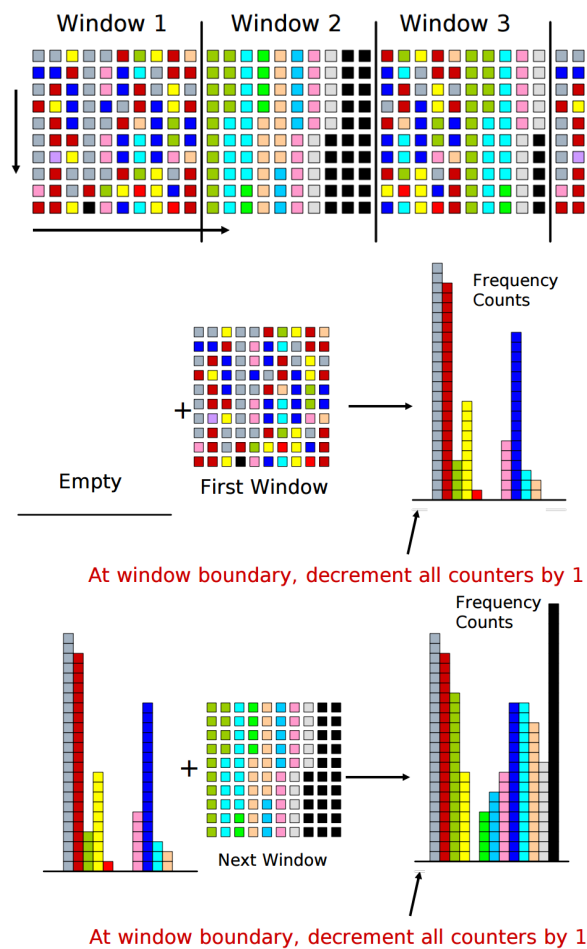 Window 1 Window 2 Window 3
Frequency
Counts
Empty
First Window
At window boundary, decrement all counters by 1
Frequency
Counts
Next Window
At window boundary, decrement all counters by 1